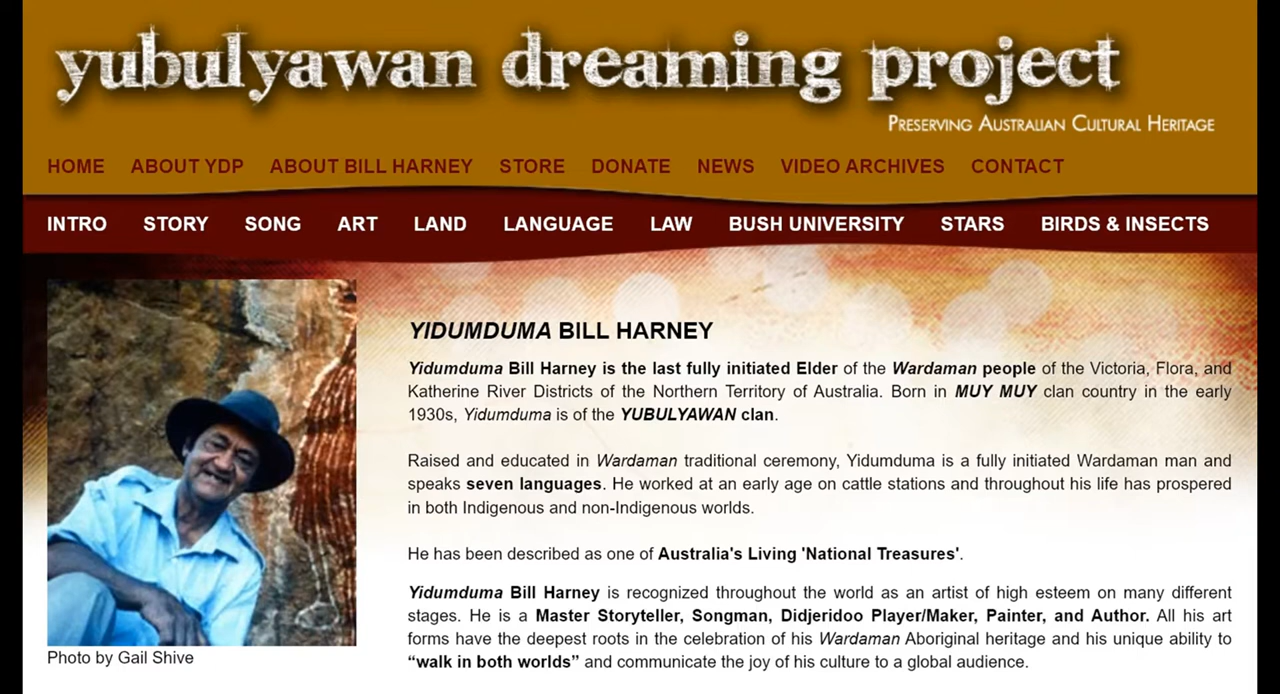 yubulyawan dreaming project
PRESERVING AUSTRALIAN CULTURAL HERITAGE
HOME ABOUT YDP ABOUT BILL HARNEY STORE DONATE NEWS VIDEO ARCHIVES CONTACT
INTRO STORY SONG ART LAND LANGUAGE LAW BUSH UNIVERSITY STARS BIRDS & INSECTS
YIDUMDUMA BILL HARNEY
Yidumduma Bill Harney is the last fully initiated Elder of the Wardaman people of the Victoria, Flora, and
Katherine River Districts of the Northern Territory of Australia. Born in MUY MUY clan country in the early
1930s, Yidumduma is of the YUBULYAWAN clan.
Raised and educated in Wardaman traditional ceremony, Yidumduma is a fully initiated Wardaman man and
speaks seven languages. He worked at an early age on cattle stations and throughout his life has prospered
in both Indigenous and non-Indigenous worlds.
He has been described as one of Australia's Living 'National Treasures'.
Yidumduma Bill Harney is recognized throughout the world as an artist of high esteem on many different
stages. He is a Master Storyteller, Songman, Didjeridoo Player/Maker, Painter, and Author. All his art
forms have the deepest roots in the celebration of his Wardaman Aboriginal heritage and his unique ability to
“walk in both worlds” and communicate the joy of his culture to a global audience.
Photo by Gail Shive